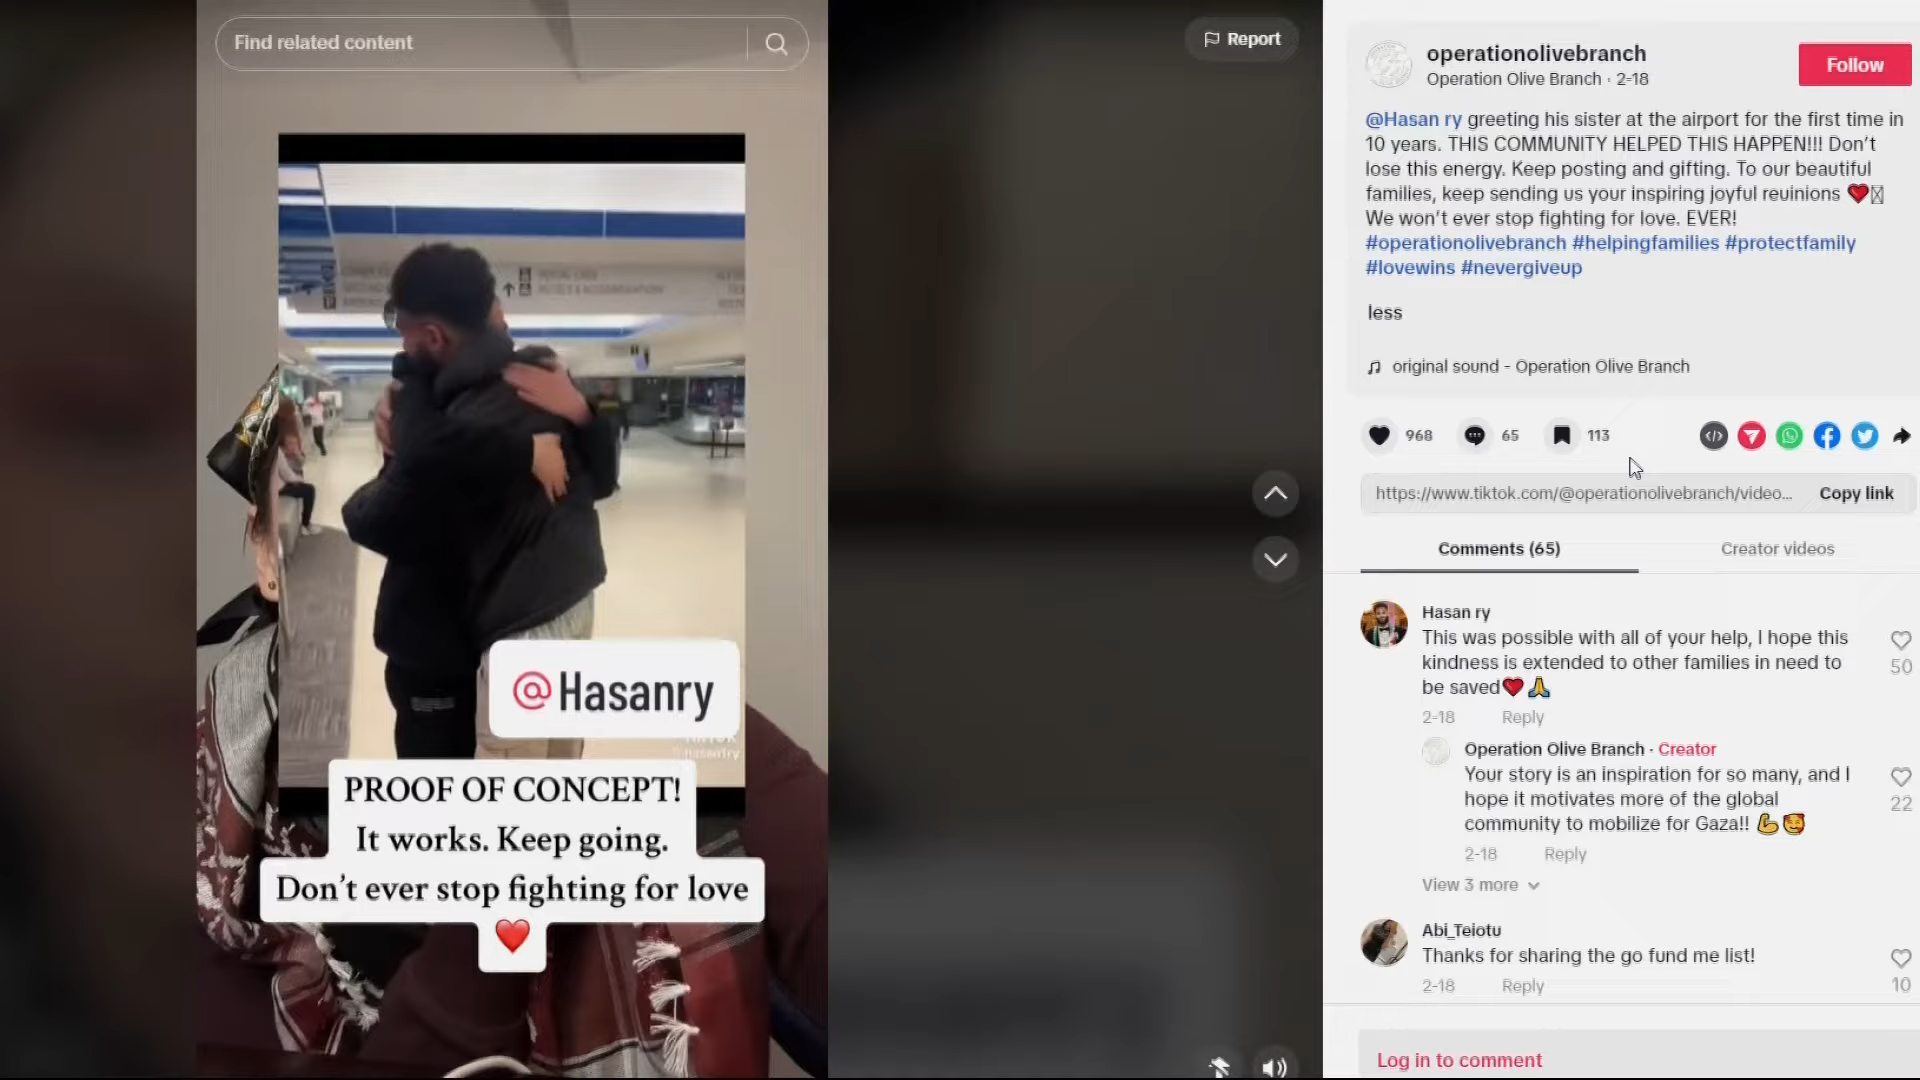 Find related content
Report
@Hasanry
PROOF OF CONCEPT!
It works. Keep going.
Don't ever stop fighting for love
❤️
operationolivebranch
Operation Olive Branch · 2-18
Follow
@Hasan ry greeting his sister at the airport for the first time in
10 years. THIS COMMUNITY HELPED THIS HAPPEN!!! Don't
lose this energy. Keep posting and gifting. To our beautiful
families, keep sending us your inspiring joyful reuinions ❤️
We won't ever stop fighting for love. EVER!
#operationolivebranch #helpingfamilies #protectfamily
#lovewins #nevergiveup
less
original sound - Operation Olive Branch
968 65 113
https://www.tiktok.com/@operationolivebranch/video... Copy link
Comments (65) Creator videos
Hasan ry
This was possible with all of your help, I hope this
kindness is extended to other families in need to
be saved❤️🙏
50
2-18 Reply
Operation Olive Branch · Creator
Your story is an inspiration for so many, and I
hope it motivates more of the global
community to mobilize for Gaza!! 💪🥰
22
2-18 Reply
View 3 more
Abi_Teiotu
Thanks for sharing the go fund me list!
10
2-18 Reply
Log in to comment